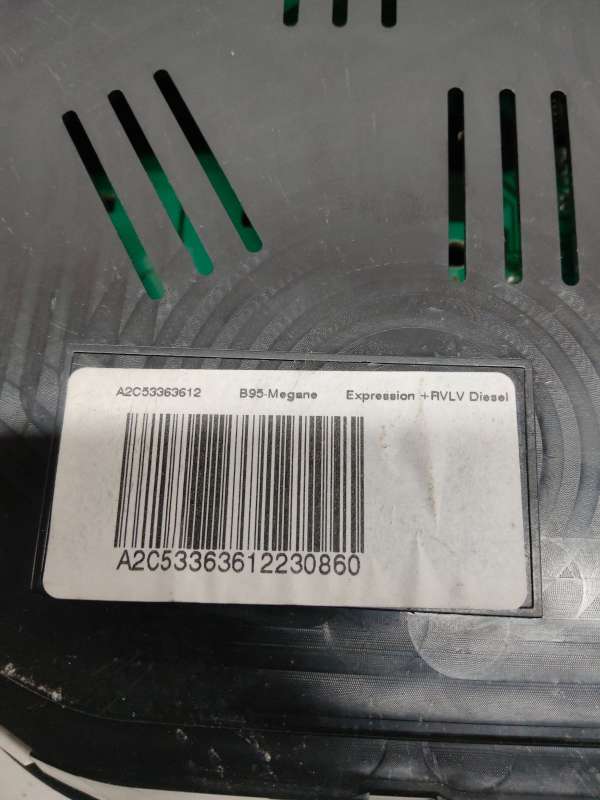 A2C53363612 B95-Megane Expression +RVLV Diesel
A2C53363612230860